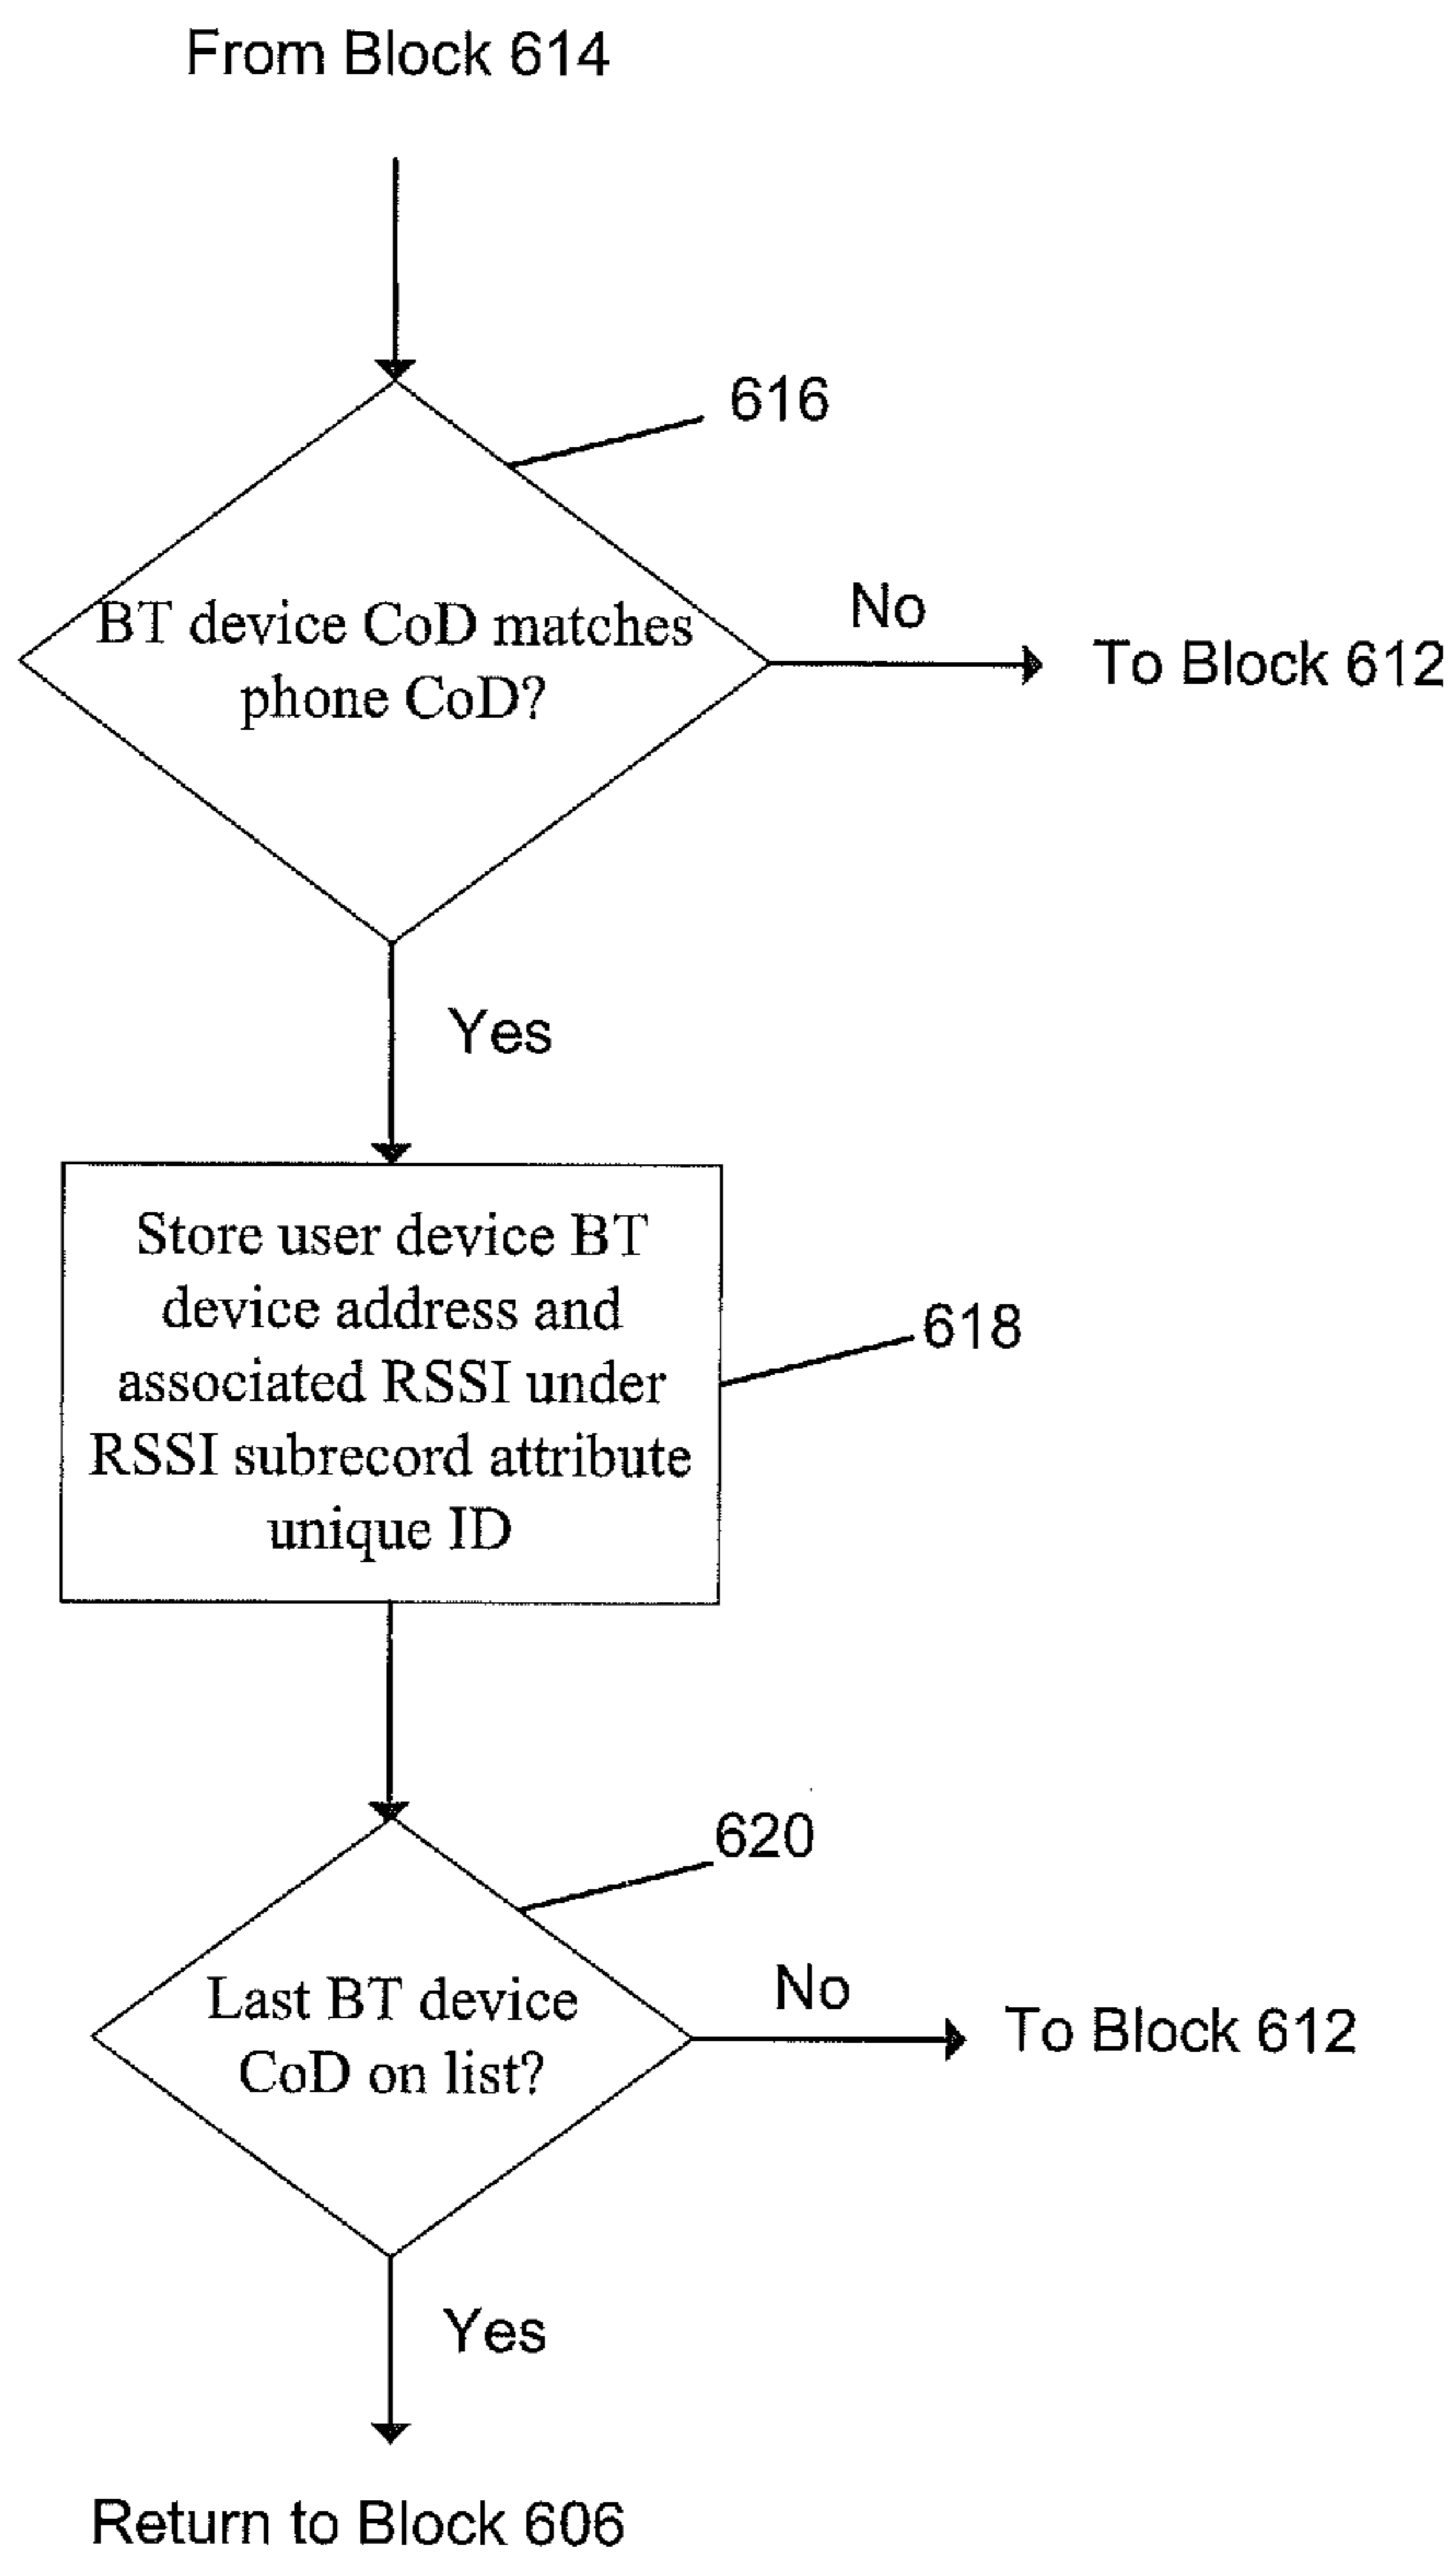 From Block 614
616
BT device CoD matches
phone CoD?
No
To Block 612
Yes
Store user device BT
device address and
associated RSSI under
RSSI subrecord attribute
unique ID
618
620
Last BT device
CoD on list?
No
To Block 612
Yes
Return to Block 606